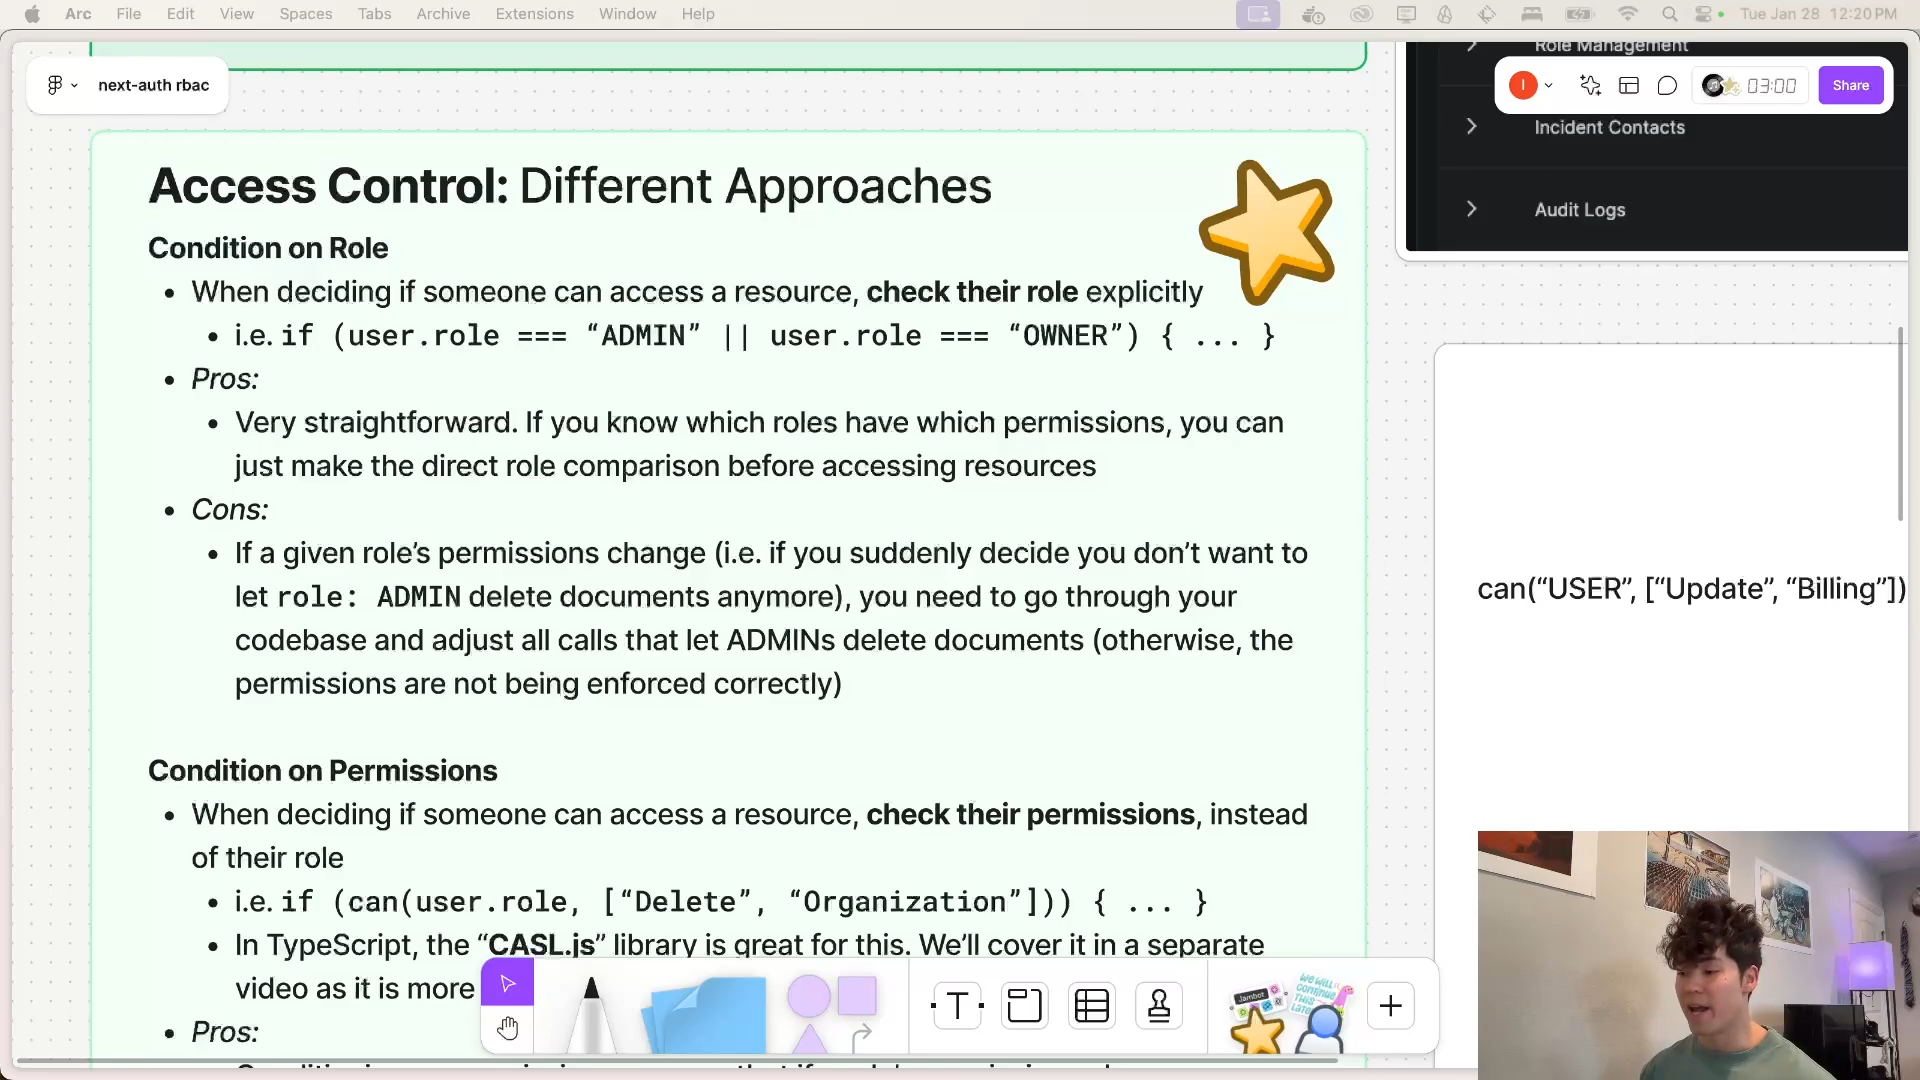 Arc File Edit View Spaces Tabs Archive Extensions Window Help Tue Jan 28 12:20 PM
next-auth rbac
Role Management
I 03:00 Share
Incident Contacts
Audit Logs
Access Control: Different Approaches
Condition on Role
• When deciding if someone can access a resource, check their role explicitly
• i.e. if (user.role === “ADMIN” || user.role === “OWNER”) { ... }
• Pros:
• Very straightforward. If you know which roles have which permissions, you can
just make the direct role comparison before accessing resources
• Cons:
• If a given role’s permissions change (i.e. if you suddenly decide you don’t want to
let role: ADMIN delete documents anymore), you need to go through your
codebase and adjust all calls that let ADMINs delete documents (otherwise, the
permissions are not being enforced correctly)
Condition on Permissions
• When deciding if someone can access a resource, check their permissions, instead
of their role
• i.e. if (can(user.role, [“Delete”, “Organization”])) { ... }
• In TypeScript, the “CASL.js” library is great for this. We’ll cover it in a separate
video as it is more
• Pros:
can(“USER”, [“Update”, “Billing”])
T
Jambot
WE WILL
CONTINUE
THIS
LATER